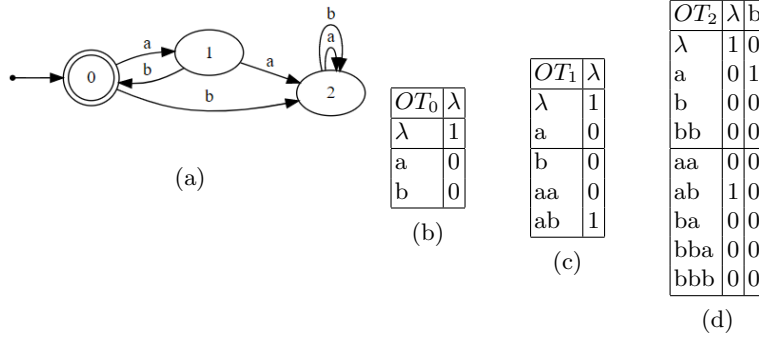 b
a
a
b
a
b
0
1
2
(a)
OT₀ λ
λ 1
a 0
b 0
(b)
OT₁ λ
λ 1
a 0
b 0
aa 0
ab 1
(c)
OT₂ λ b
λ 1 0
a 0 1
b 0 0
bb 0 0
aa 0 0
ab 1 0
ba 0 0
bba 0 0
bbb 0 0
(d)